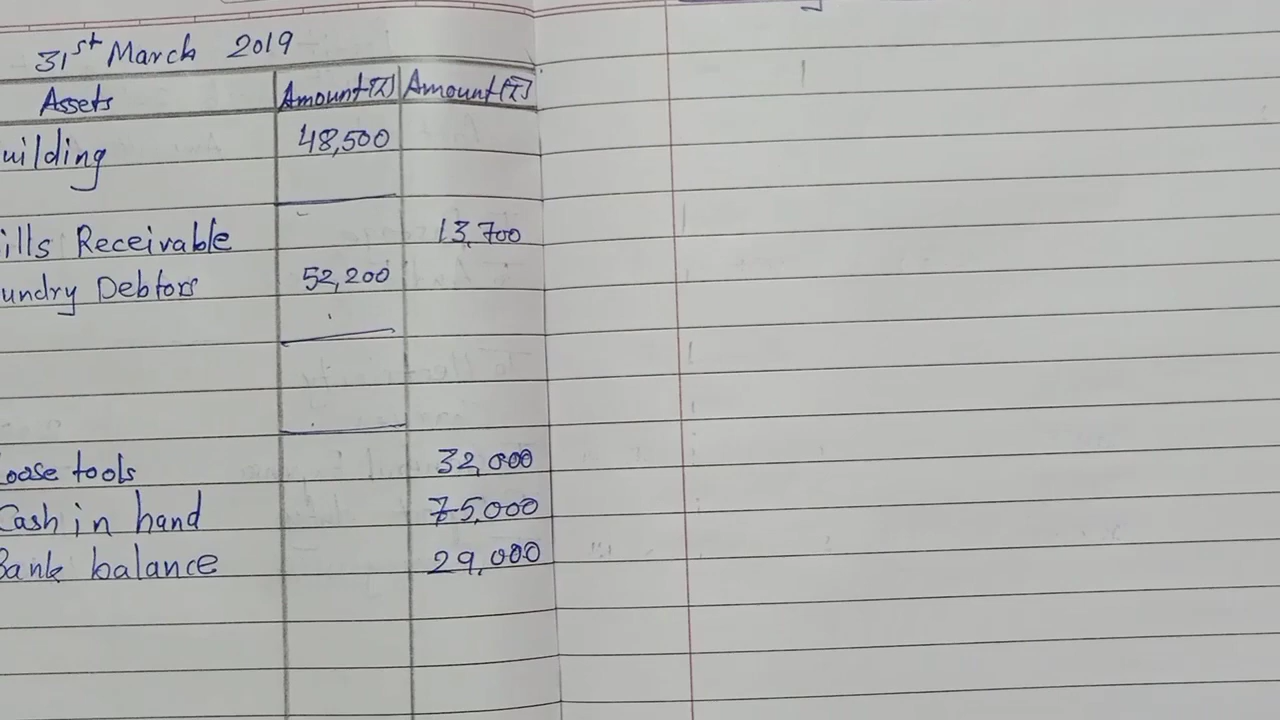 31st March 2019
Assets Amount(₹) Amount(₹)
uilding 48,500
ills Receivable 13,700
undry Debtors 52,200
oose tools 32,000
Cash in hand 75,000
Bank balance 29,000